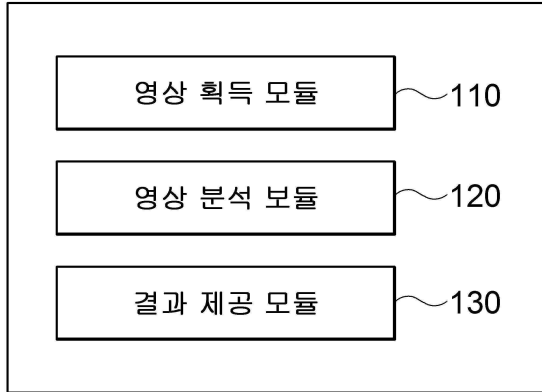 영상 획득 모듈 110
영상 분석 보듈 120
결과 제공 모듈 130